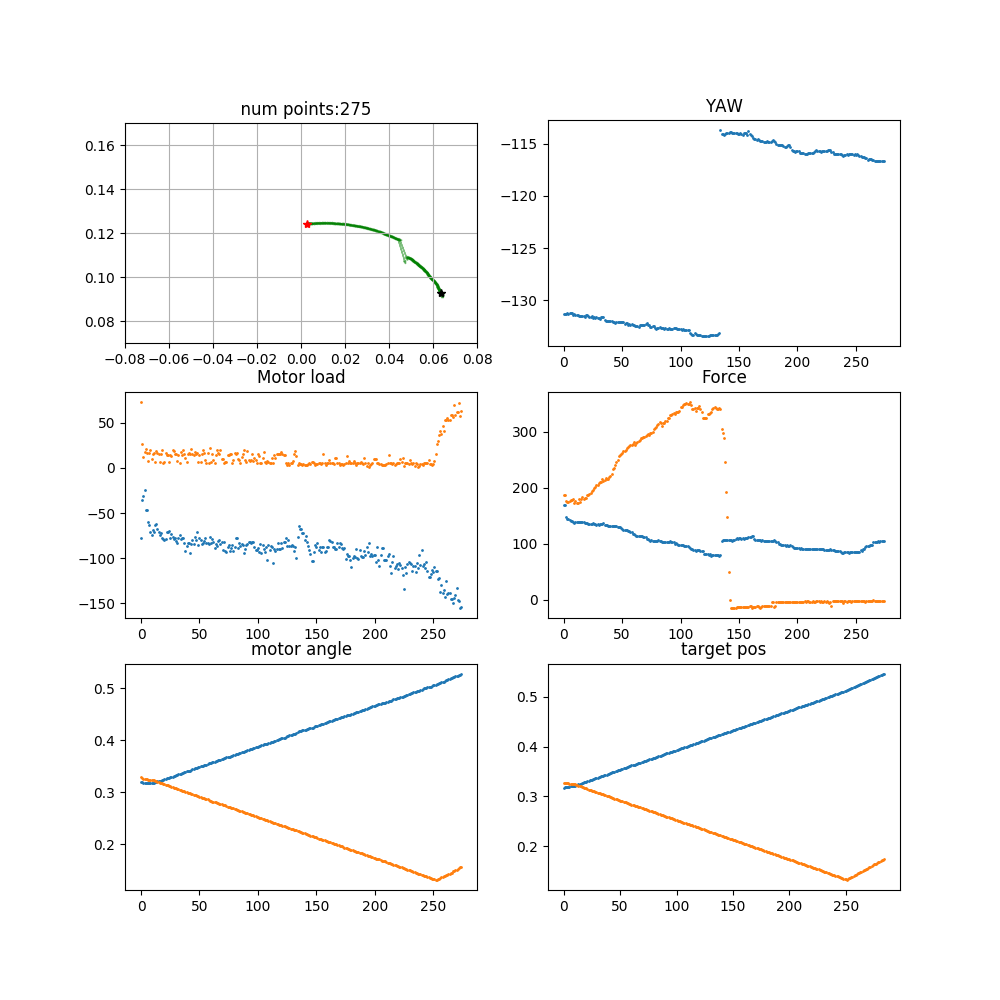 num points:275
YAW
0.16
0.14
0.12
0.10
0.08
−0.08 −0.06 −0.04 −0.02 0.00 0.02 0.04 0.06 0.08
−115
−120
−125
−130
0 50 100 150 200 250
Motor load
Force
50
0
−50
−100
−150
0 50 100 150 200 250
300
200
100
0
0 50 100 150 200 250
motor angle
target pos
0.5
0.4
0.3
0.2
0 50 100 150 200 250
0.5
0.4
0.3
0.2
0 50 100 150 200 250